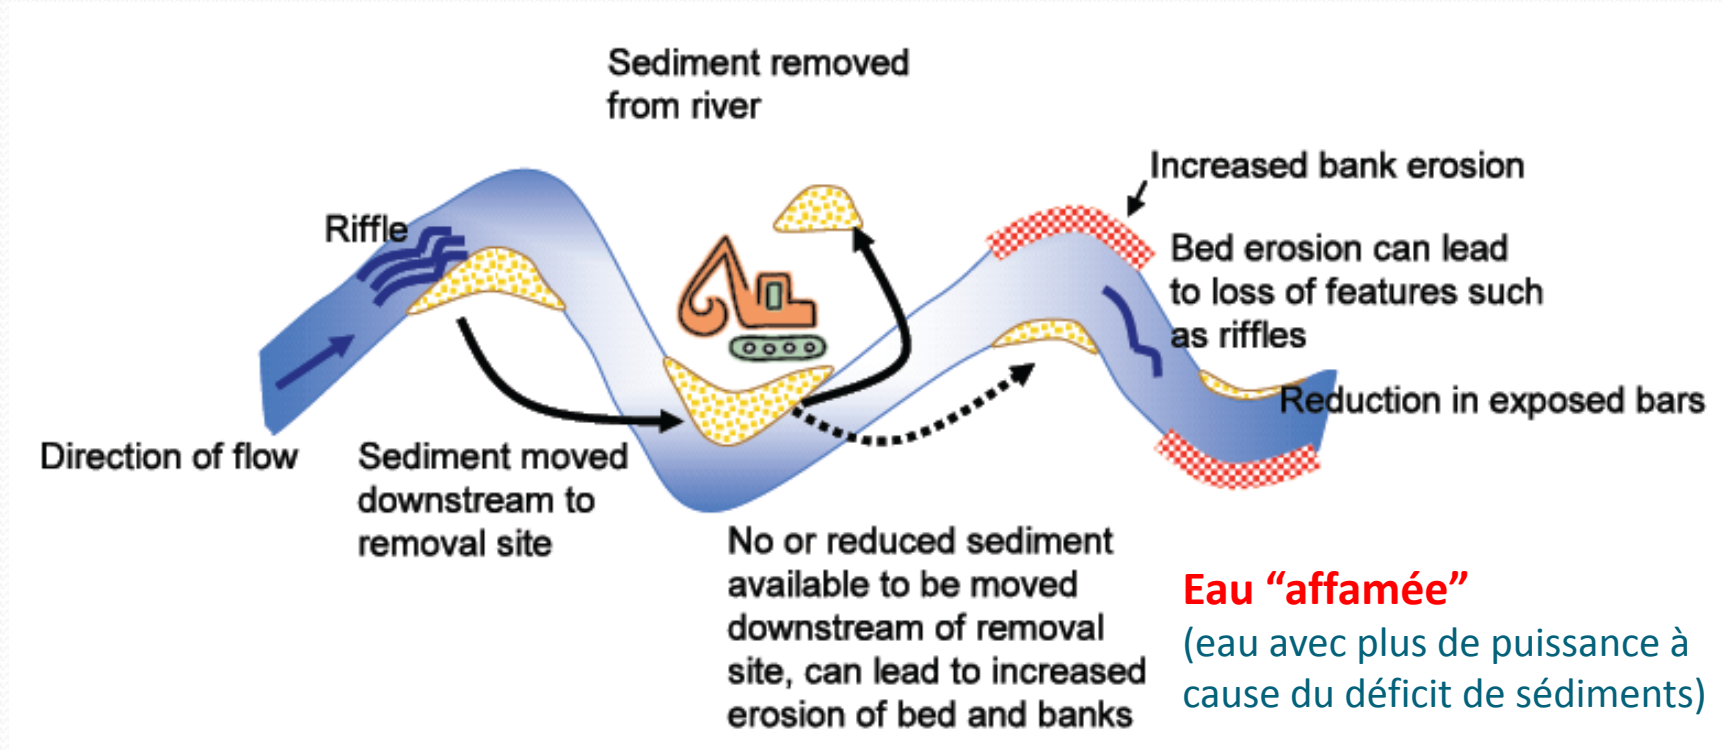 Sediment removed
from river
Increased bank erosion
Riffle
Bed erosion can lead
to loss of features such
as riffles
Reduction in exposed bars
Direction of flow
Sediment moved
downstream to
removal site
No or reduced sediment
available to be moved
downstream of removal
site, can lead to increased
erosion of bed and banks
Eau “affamée”
(eau avec plus de puissance à
cause du déficit de sédiments)